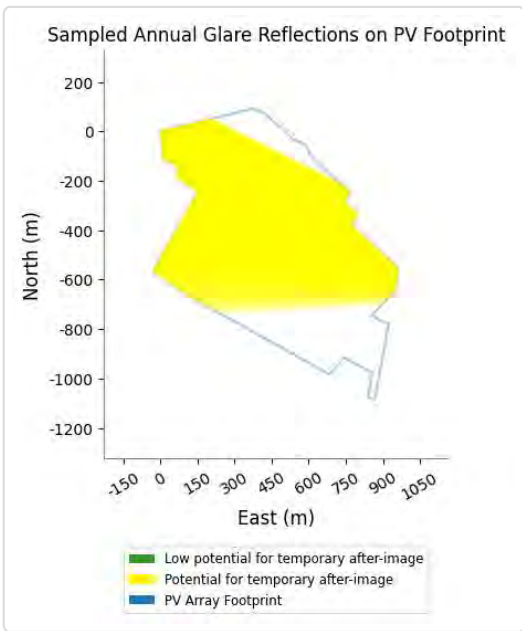 Sampled Annual Glare Reflections on PV Footprint
200
0
-200
-400
-600
-800
-1000
-1200
North (m)
-150
0
150
300
450
600
750
900
1050
East (m)
Low potential for temporary after-image
Potential for temporary after-image
PV Array Footprint